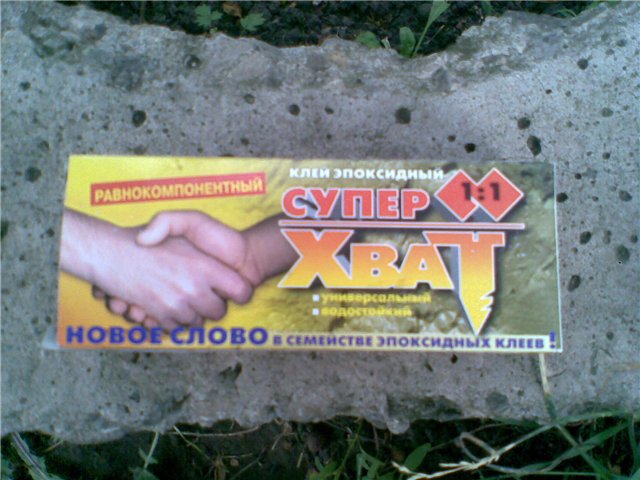 КЛЕЙ ЭПОКСИДНЫЙ
РАВНОКОМПОНЕНТНЫЙ
1:1
СУПЕР
ХВАТ
универсальный
водостойкий
НОВОЕ СЛОВО В СЕМЕЙСТВЕ ЭПОКСИДНЫХ КЛЕЕВ!